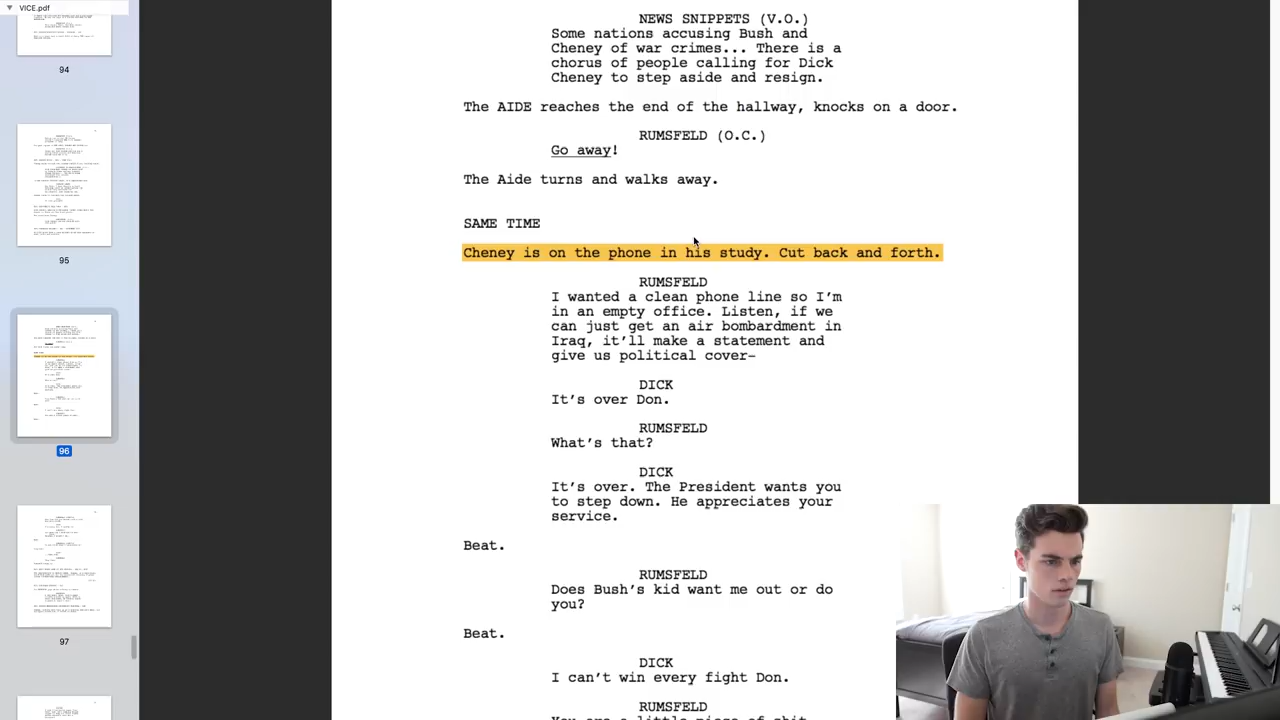 VICE.pdf
94
95
96
97
NEWS SNIPPETS (V.O.)
Some nations accusing Bush and
Cheney of war crimes... There is a
chorus of people calling for Dick
Cheney to step aside and resign.
The AIDE reaches the end of the hallway, knocks on a door.
RUMSFELD (O.C.)
Go away!
The Aide turns and walks away.
SAME TIME
Cheney is on the phone in his study. Cut back and forth.
RUMSFELD
I wanted a clean phone line so I'm
in an empty office. Listen, if we
can just get an air bombardment in
Iraq, it'll make a statement and
give us political cover-
DICK
It's over Don.
RUMSFELD
What's that?
DICK
It's over. The President wants you
to step down. He appreciates your
service.
Beat.
RUMSFELD
Does Bush's kid want me out or do
you?
Beat.
DICK
I can't win every fight Don.
RUMSFELD
You are a little piece of shit